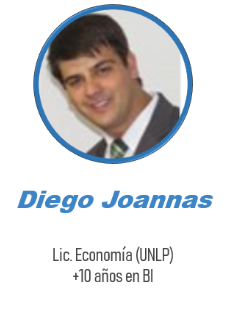 Diego Joannas
Lic. Economía (UNLP)
+10 años en BI